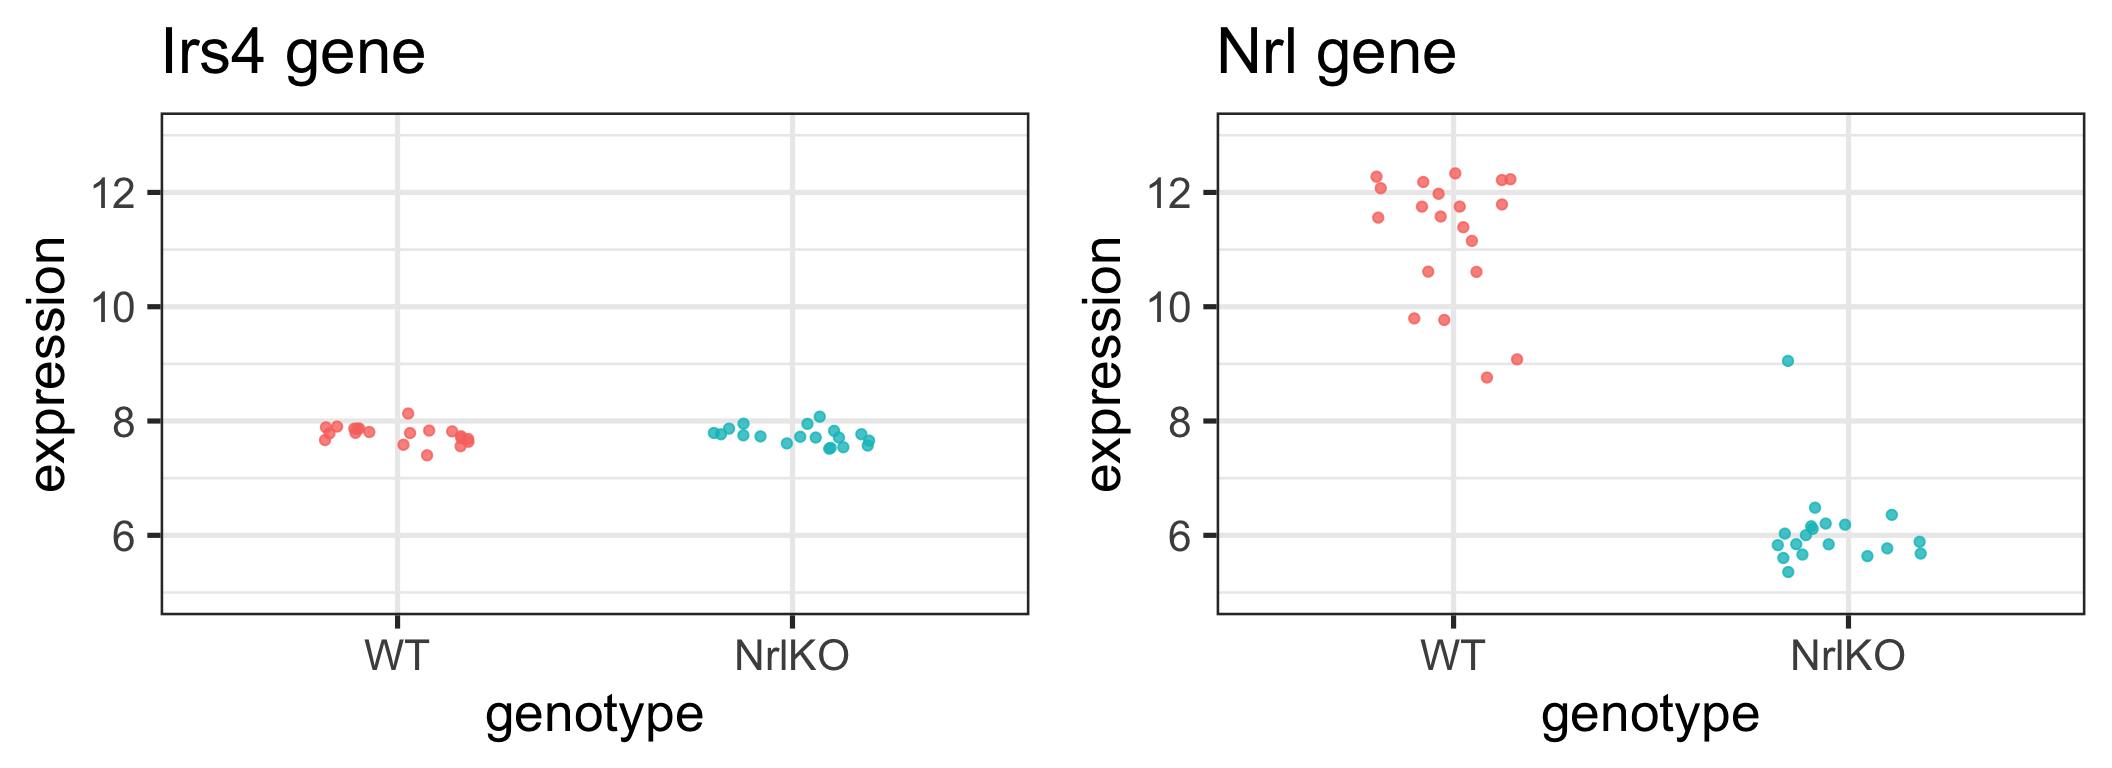 Irs4 gene
expression
12
10
8
6
WT NrlKO
genotype
Nrl gene
expression
12
10
8
6
WT NrlKO
genotype